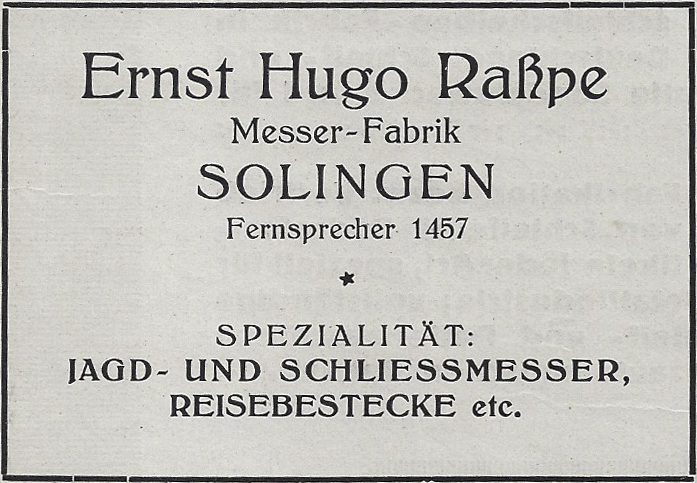 Ernst Hugo Raßpe
Messer-Fabrik
SOLINGEN
Fernsprecher 1457
SPEZIALITÄT:
JAGD- UND SCHLIESSMESSER,
REISEBESTECKE etc.